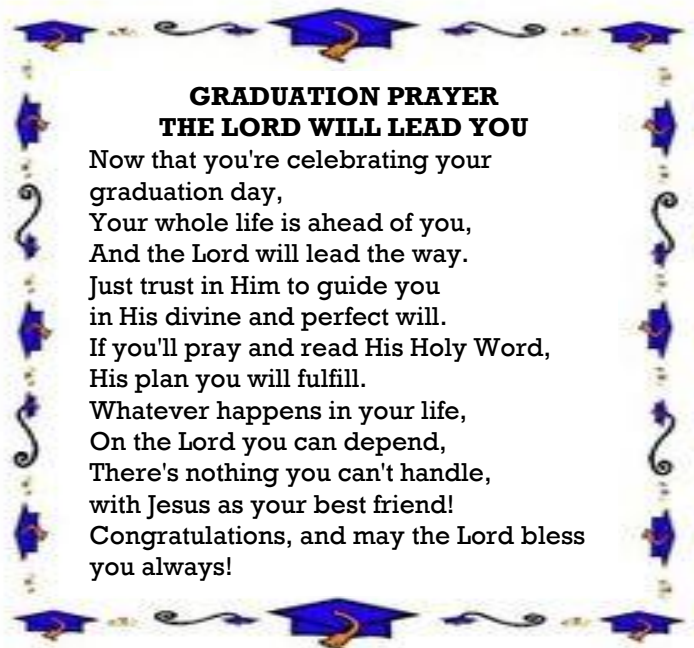 GRADUATION PRAYER
THE LORD WILL LEAD YOU
Now that you're celebrating your
graduation day,
Your whole life is ahead of you,
And the Lord will lead the way.
Just trust in Him to guide you
in His divine and perfect will.
If you'll pray and read His Holy Word,
His plan you will fulfill.
Whatever happens in your life,
On the Lord you can depend,
There's nothing you can't handle,
with Jesus as your best friend!
Congratulations, and may the Lord bless
you always!